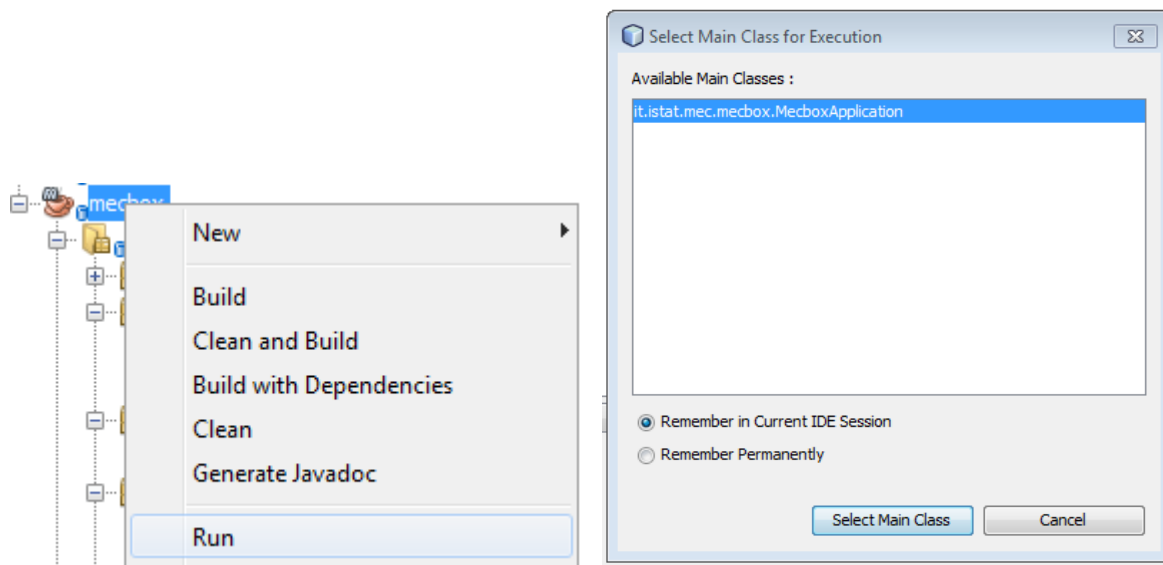 mecbox
New
Build
Clean and Build
Build with Dependencies
Clean
Generate Javadoc
Run
Select Main Class for Execution
Available Main Classes :
it.istat.mec.mecbox.MecboxApplication
Remember in Current IDE Session
Remember Permanently
Select Main Class
Cancel